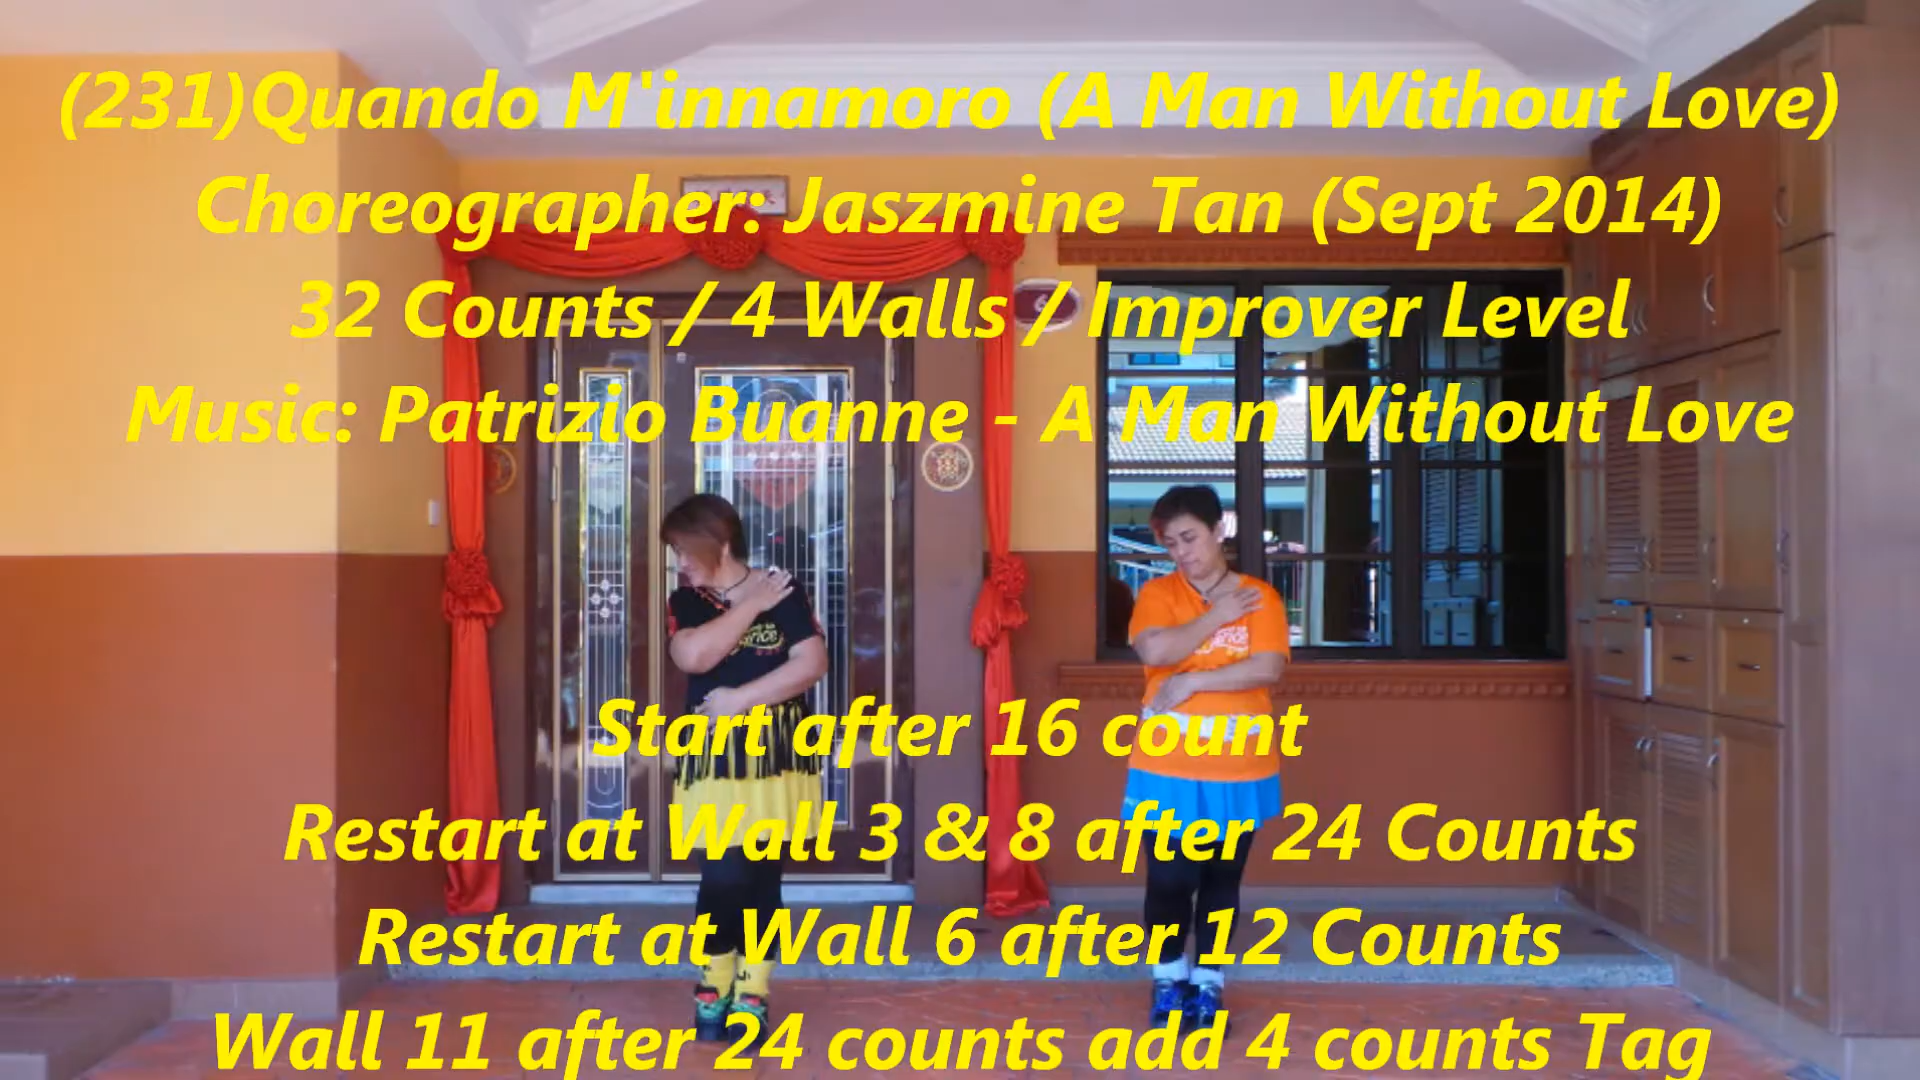 (231)Quando M'innamoro (A Man Without Love)
Choreographer: Jaszmine Tan (Sept 2014)
32 Counts / 4 Walls / Improver Level
Music: Patrizio Buanne - A Man Without Love
6
Start after 16 count
Restart at Wall 3 & 8 after 24 Counts
Restart at Wall 6 after 12 Counts
Wall 11 after 24 counts add 4 counts Tag